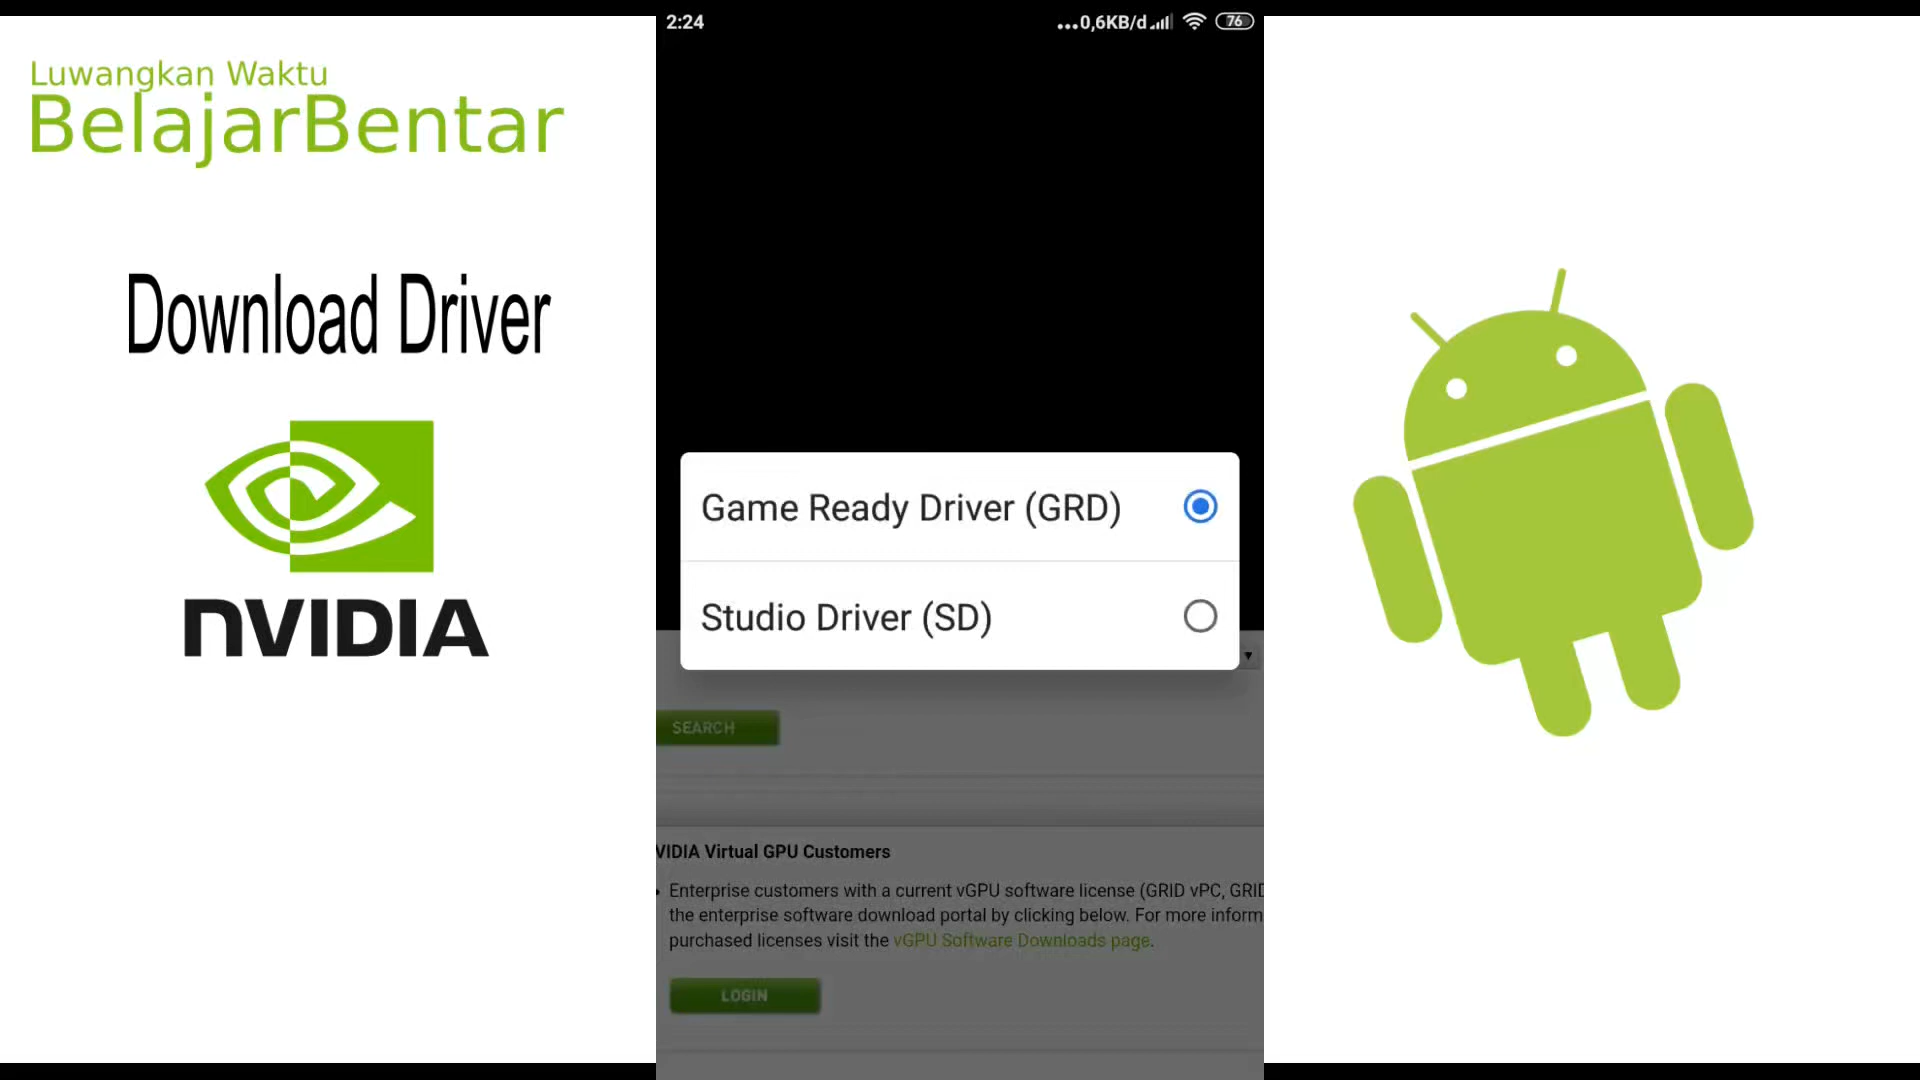 Luwangkan Waktu
BelajarBentar
Download Driver
NVIDIA
2:24
...0,6KB/d
76
Game Ready Driver (GRD)
Studio Driver (SD)
SEARCH
VIDIA Virtual GPU Customers
Enterprise customers with a current vGPU software license (GRID vPC, GRID
the enterprise software download portal by clicking below. For more inform
purchased licenses visit the vGPU Software Downloads page.
LOGIN